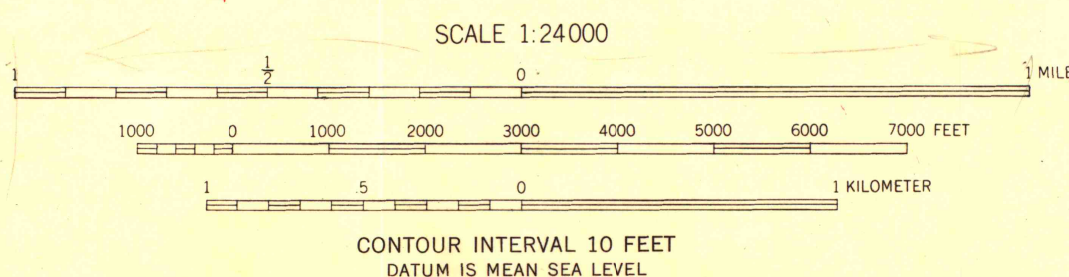 SCALE 1:24000
1 1/2 0 1 MILE
1000 0 1000 2000 3000 4000 5000 6000 7000 FEET
1 .5 0 1 KILOMETER
CONTOUR INTERVAL 10 FEET
DATUM IS MEAN SEA LEVEL